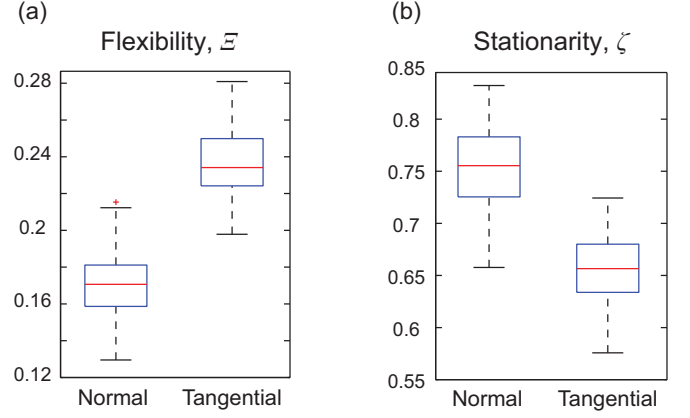 (a)
Flexibility, Ξ
0.28
0.24
0.2
0.16
0.12
Normal Tangential
(b)
Stationarity, ζ
0.85
0.8
0.75
0.7
0.65
0.6
0.55
Normal Tangential